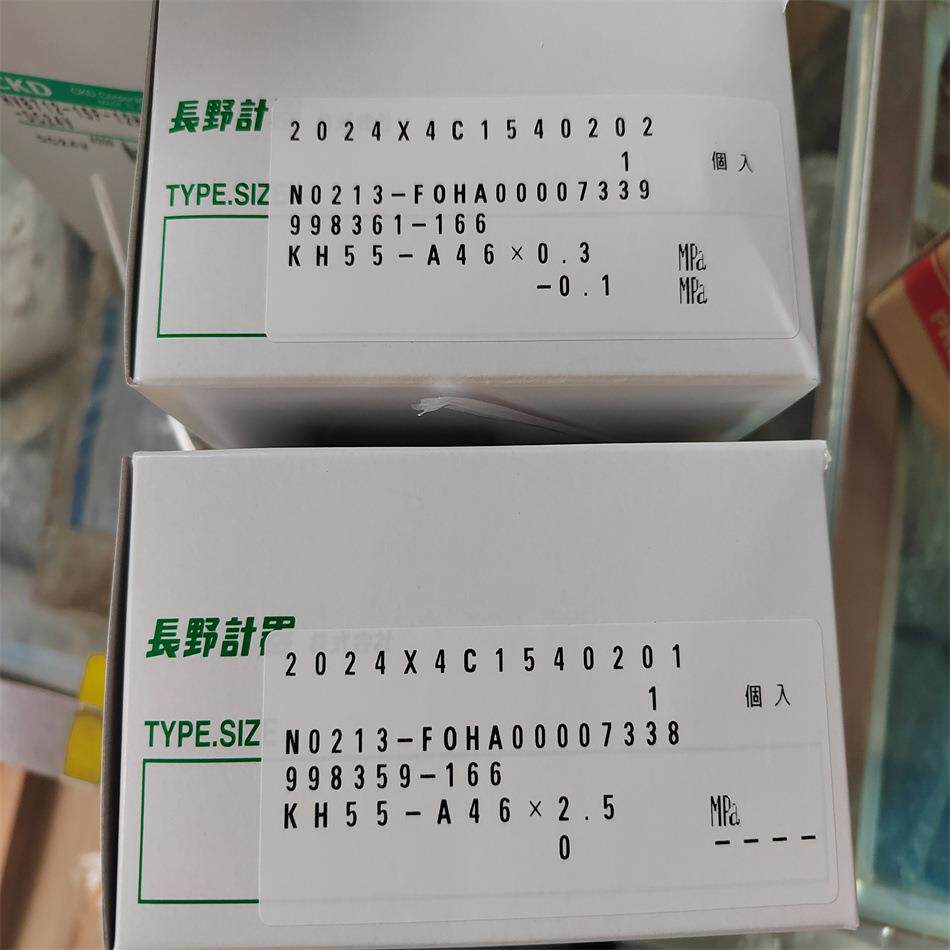 CKD
長野計
2024X4C1540202
1 個入
TYPE.SIZ
N0213-FOHA00007339
998361-166
KH55-A46×0.3 MPa
-0.1 MPa
長野計器
2024X4C1540201
1 個入
TYPE.SIZE
N0213-FOHA00007338
998359-166
KH55-A46×2.5 MPa
0 ----